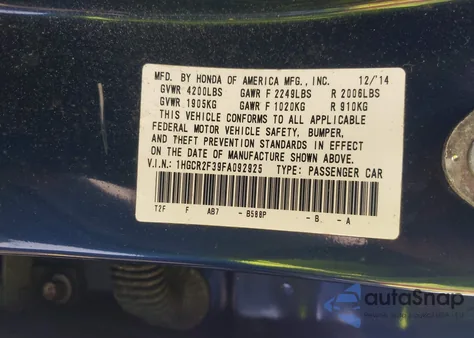 MFD. BY HONDA OF AMERICA MFG., INC. 12/'14
GVWR 4200LBS GAWR F 2249LBS R 2006LBS
GVWR 1905KG GAWR F 1020KG R 910KG
THIS VEHICLE CONFORMS TO ALL APPLICABLE
FEDERAL MOTOR VEHICLE SAFETY, BUMPER,
AND THEFT PREVENTION STANDARDS IN EFFECT
ON THE DATE OF MANUFACTURE SHOWN ABOVE.
V.I.N.: 1HGCR2F39FA092925 TYPE: PASSENGER CAR
T2F F AB7 - B588P - B - A
autoSnap